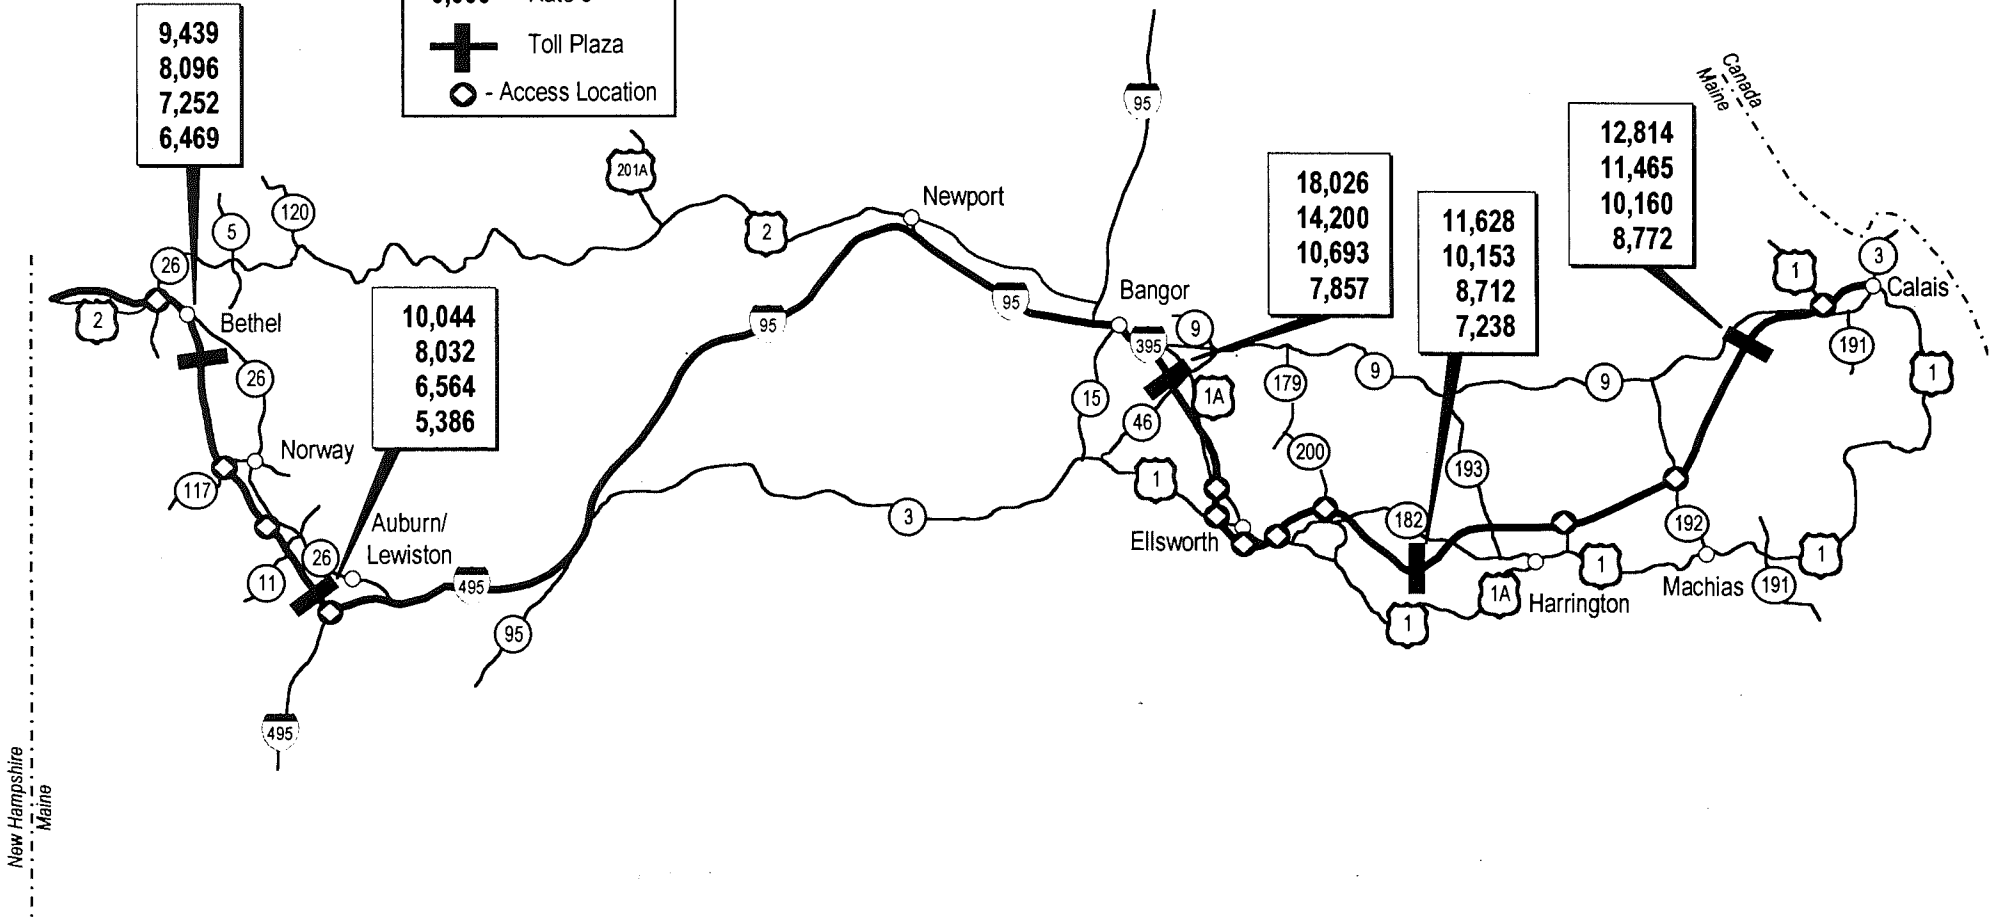 Toll Plaza
- Access Location
9,439
8,096
7,252
6,469
10,044
8,032
6,564
5,386
18,026
14,200
10,693
7,857
11,628
10,153
8,712
7,238
12,814
11,465
10,160
8,772
Canada
Maine
95
201A
120
5
26
2
Newport
2
Bethel
26
Norway
117
Auburn/
Lewiston
26
11
495
95
495
95
95
3
Bangor
395
9
15
46
1A
1
Ellsworth
179
9
200
193
182
1
1A
Harrington
1
9
192
Machias
191
1
1
3
Calais
191
1
New Hampshire
Maine